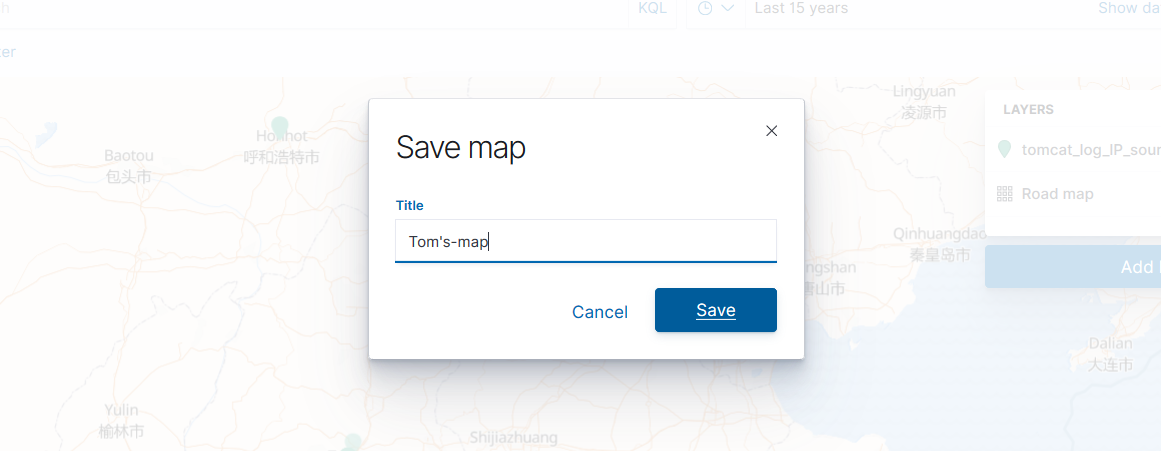 KQL
Last 15 years
Show da
Lingyuan
凌源市
LAYERS
Hohhot
呼和浩特市
Baotou
包头市
tomcat_log_IP_sour
Road map
Save map
Title
Tom's-map
Qinhuangdao
秦皇岛市
Add
ngshan
山市
Cancel
Save
Dalian
大连市
Yulin
榆林市
Shijiazhuang